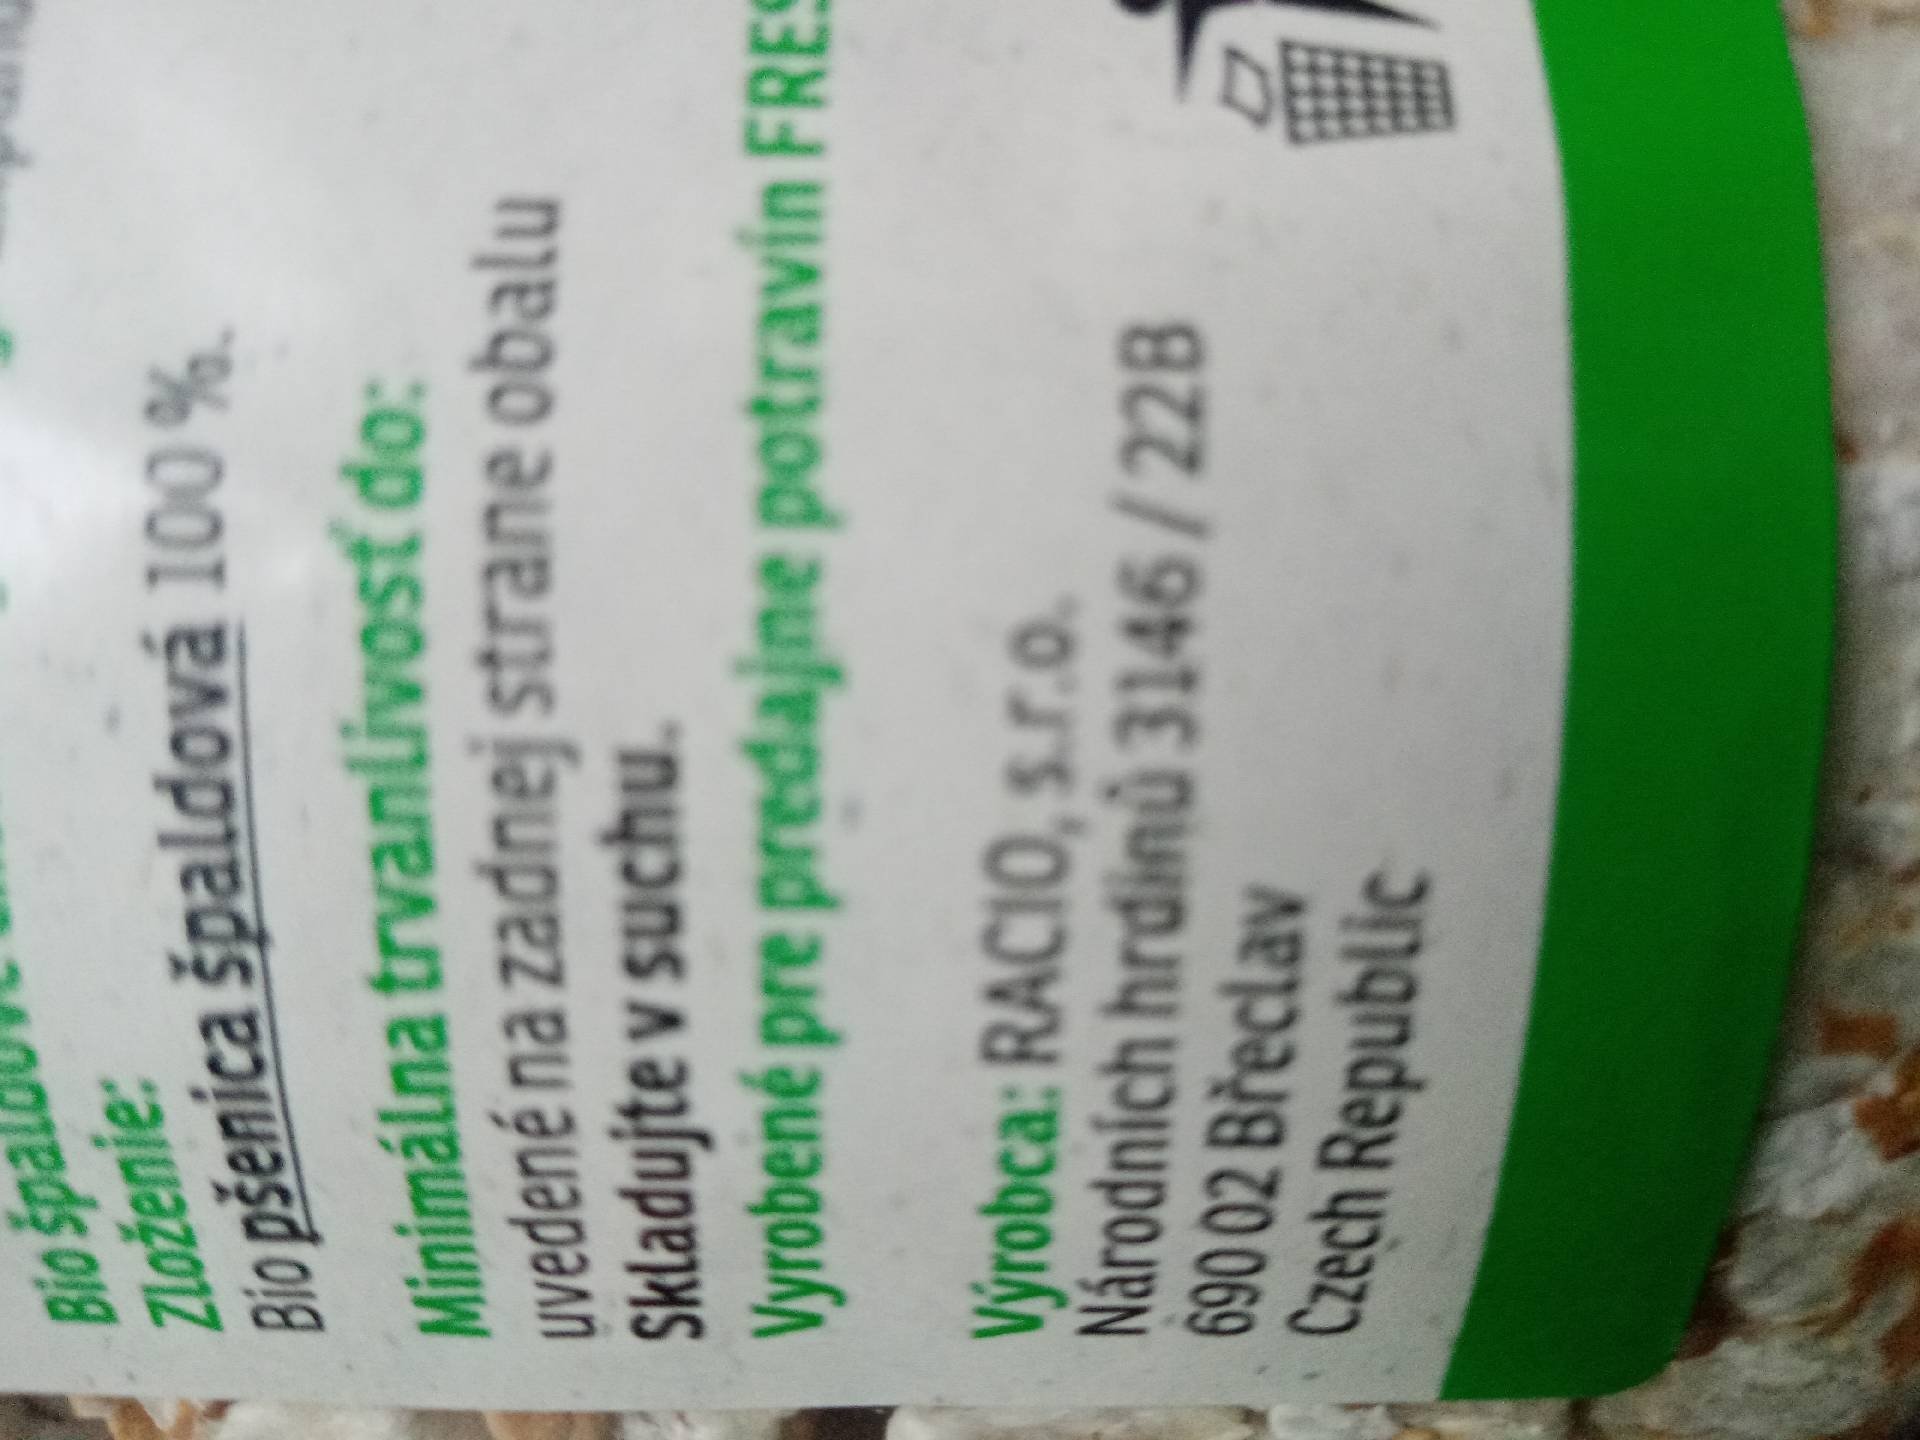 Bio špaldové
Zloženie:
Bio pšenica špaldová 100 %.
Minimálna trvanlivosť do:
uvedené na zadnej strane obalu
Skladujte v suchu.
Vyrobené pre predajne potravín FRES
Výrobca: RACIO, s.r.o.
Národních hrdinů 3146 / 22B
690 02 Břeclav
Czech Republic